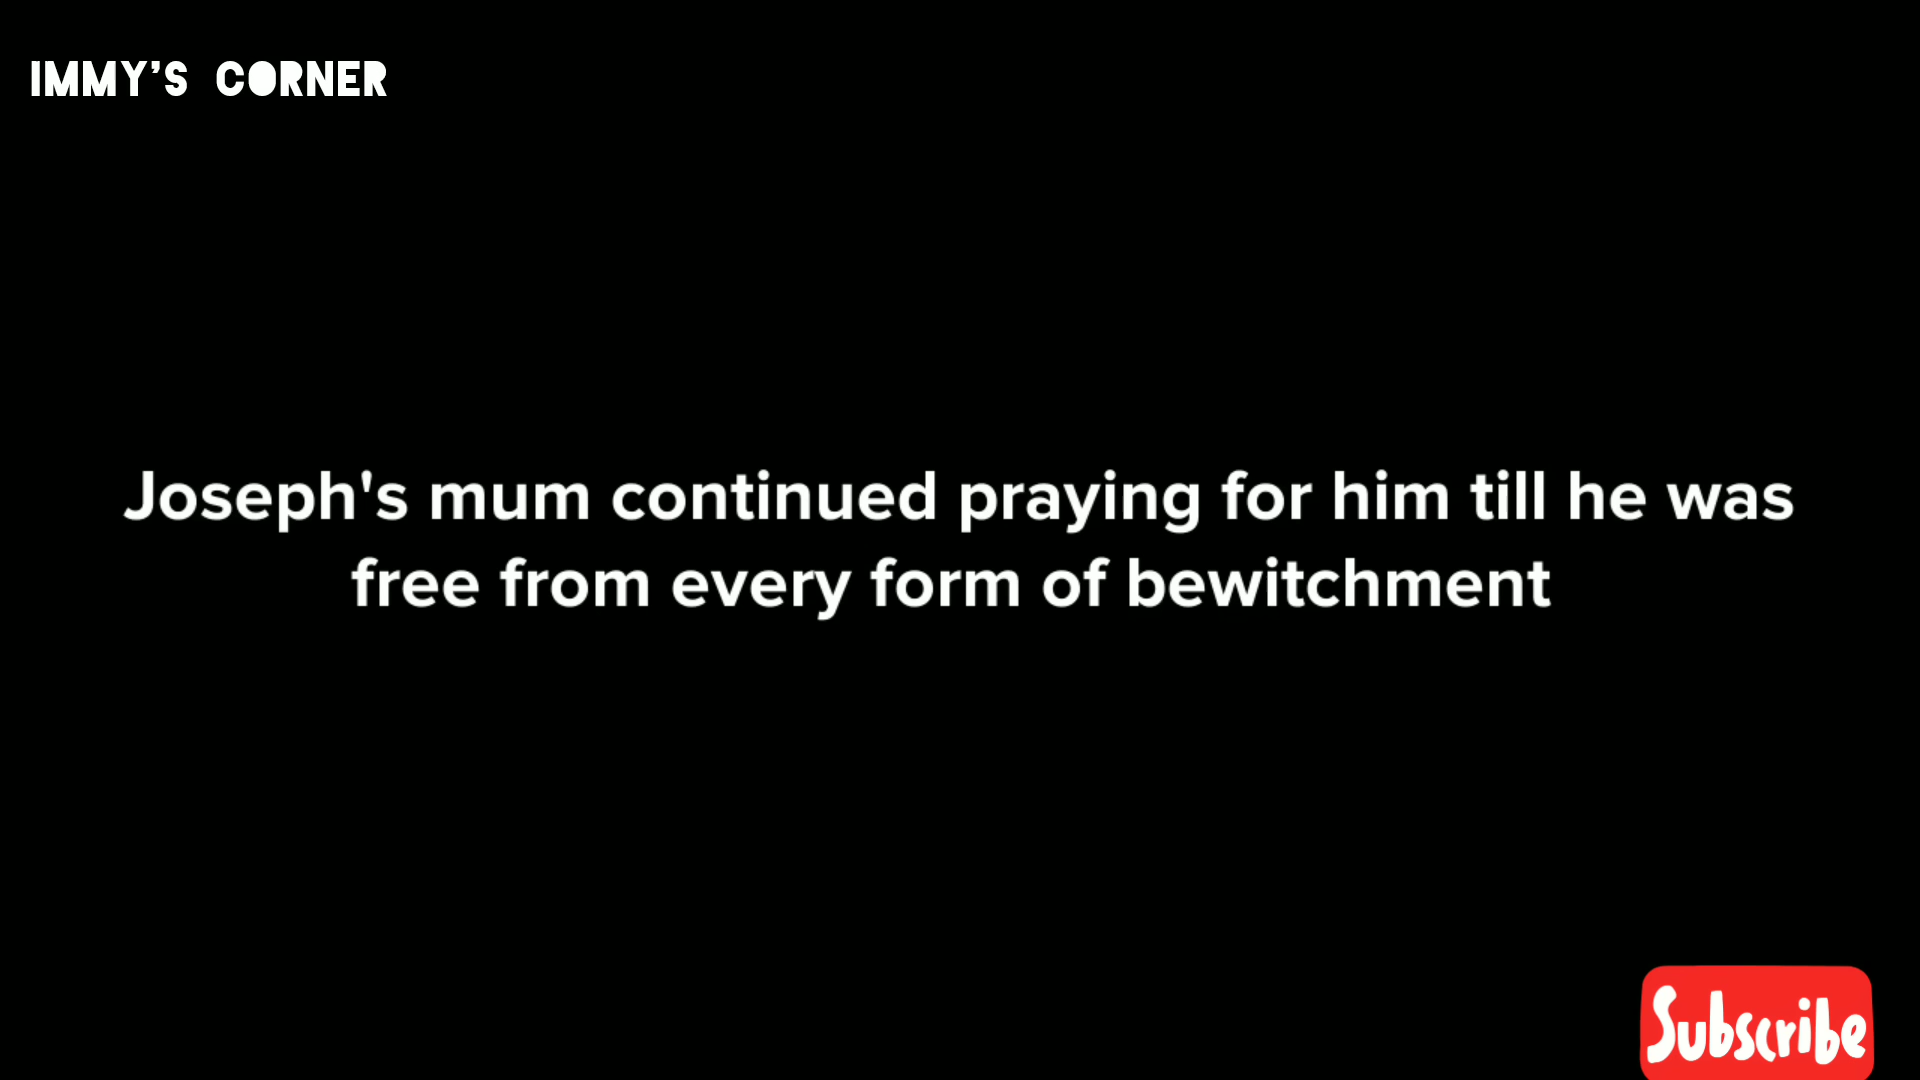 IMMY'S CORNER
Joseph's mum continued praying for him till he was
free from every form of bewitchment
Subscribe